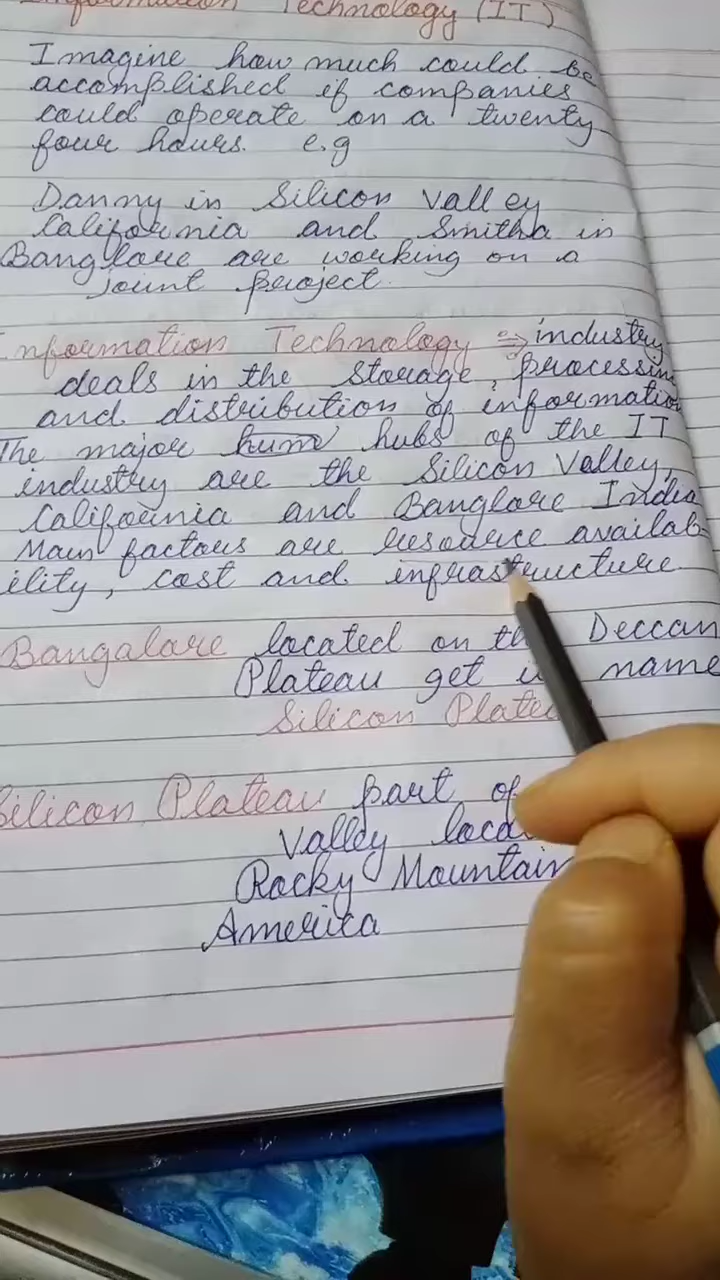 Information Technology (IT)
Imagine how much could be
accomplished if companies
could operate on a twenty
four hours. e.g
Danny in Silicon Valley
California and Smitha in
Banglore are working on a
joint project.
Information Technology ⇒ industry
deals in the storage, processin
and distribution of information
The major hubs of the IT
industry are the Silicon Valley,
California and Banglore India
Main factors are resource availab-
ility, cost and infrastructure.
Bangalare located on the Deccan
Plateau get name
Silicon Plateau
Silicon Plateau part of
Valley
Rocky Mountain
America